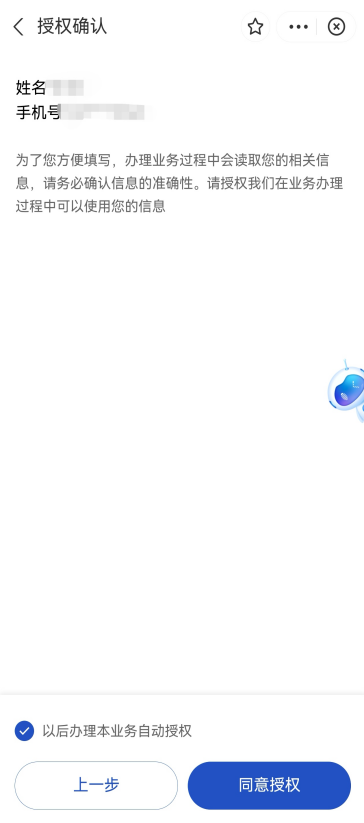 授权确认
姓名
手机号
为了您方便填写，办理业务过程中会读取您的相关信
息，请务必确认信息的准确性。请授权我们在业务办理
过程中可以使用您的信息
以后办理本业务自动授权
上一步
同意授权